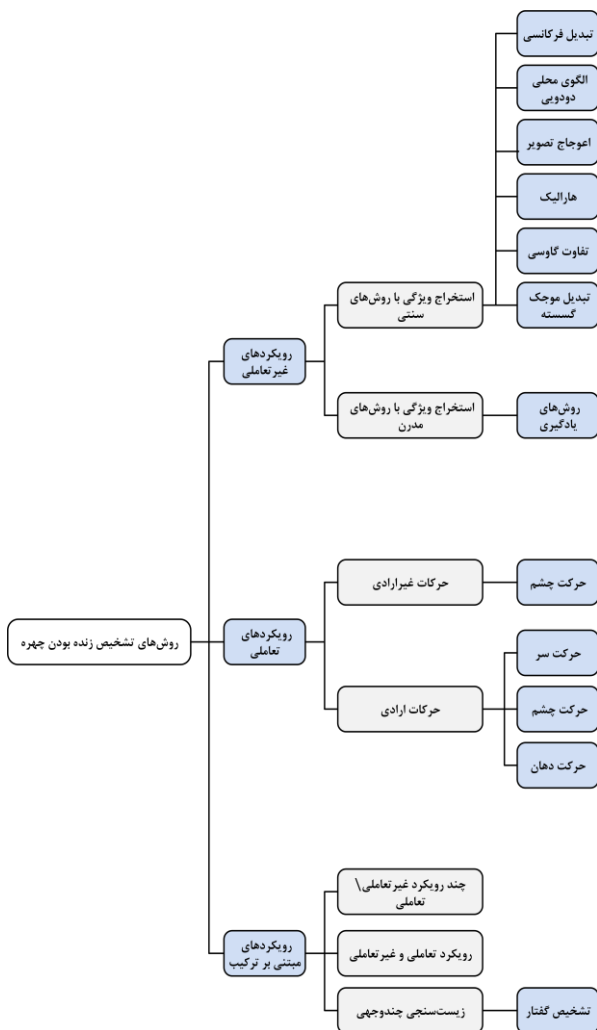 تبدیل فرکانسی
الگوی محلی
دودویی
اعوجاج تصویر
هارالیک
تفاوت گاوسی
تبدیل موجک
گسسته
استخراج ویژگی با روش‌های
سنتی
رویکردهای
غیرتعاملی
استخراج ویژگی با روش‌های
مدرن
روش‌های
یادگیری
حرکات غیرارادی
حرکت چشم
روش‌های تشخیص زنده بودن چهره
رویکردهای
تعاملی
حرکت سر
حرکات ارادی
حرکت چشم
حرکت دهان
چند رویکرد غیرتعاملی\
تعاملی
رویکردهای
مبتنی بر ترکیب
رویکرد تعاملی و غیرتعاملی
زیست‌سنجی چندوجهی
تشخیص گفتار